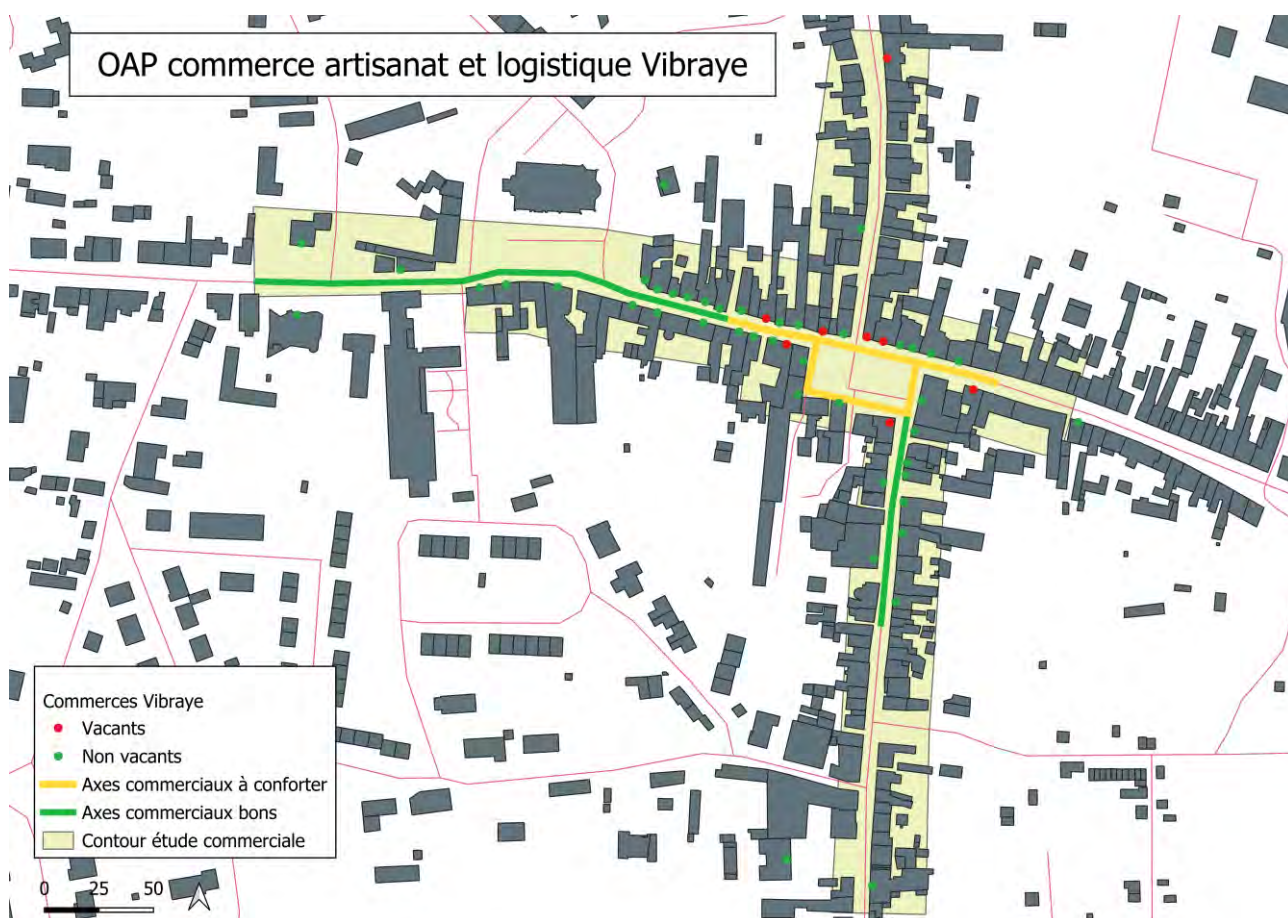 OAP commerce artisanat et logistique Vibraye
Commerces Vibraye
Vacants
Non vacants
Axes commerciaux à conforter
Axes commerciaux bons
Contour étude commerciale
0 25 50